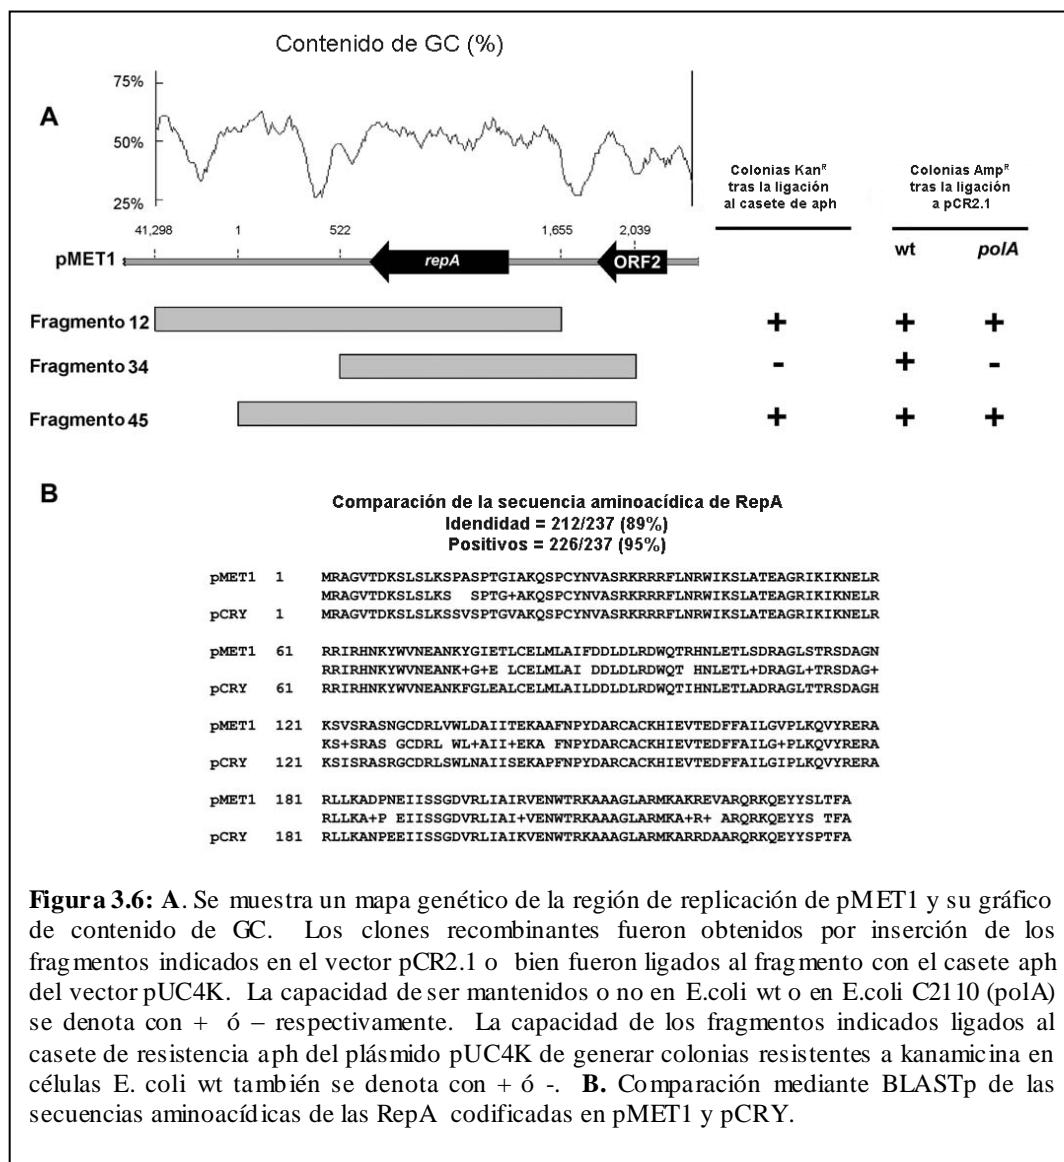 Contenido de GC (%)
A
75%
50%
25%
Colonias Kanᴿ
tras la ligación
al casete de aph
Colonias Ampᴿ
tras la ligación
a pCR2.1
41,298 1 522 1,655 2,039
pMET1 repA ORF2 wt polA
Fragmento 12 + + +
Fragmento 34 - + -
Fragmento 45 + + +
B
Comparación de la secuencia aminoacídica de RepA
Idendidad = 212/237 (89%)
Positivos = 226/237 (95%)
pMET1 1 MRAGVTDKSLSLKSPASPTGIAKQSPCYNVASRKRRRFLNRWIKSLATEAGRIKIKNELR
MRAGVTDKSLSLKS SPTG+AKQSPCYNVASRKRRRFLNRWIKSLATEAGRIKIKNELR
pCRY 1 MRAGVTDKSLSLKSSVSPTGVAKQSPCYNVASRKRRRFLNRWIKSLATEAGRIKIKNELR
pMET1 61 RRIRHNKYWVNEANKYGIETLCELMLAIFDDLDLRDWQTRHNLETLSDRAGLSTRSDAGN
RRIRHNKYWVNEANK+G+E LCELMLAI DDLDLRDWQT HNLETL+DRAGL+TRSDAG+
pCRY 61 RRIRHNKYWVNEANKFGLEALCELMLAILDDLDLRDWQTIHNLETLADRAGLTTRSDAGH
pMET1 121 KSVSRASNGCDRLVWLDAIITEKAAFNPYDARCACKHIEVTEDFFAILGVPLKQVYRERA
KS+SRAS GCDRL WL+AII+EKA FNPYDARCACKHIEVTEDFFAILG+PLKQVYRERA
pCRY 121 KSISRASRGCDRLSWLNAIISEKAPFNPYDARCACKHIEVTEDFFAILGIPLKQVYRERA
pMET1 181 RLLKADPNEIISSGDVRLIAIRVENWTRKAAAGLARMKAKREVARQRKQEYYSLTFA
RLLKA+P EIISSGDVRLIAI+VENWTRKAAAGLARMKA+R+ ARQRKQEYYS TFA
pCRY 181 RLLKANPEEIISSGDVRLIAIKVENWTRKAAAGLARMKARRDAARQRKQEYYSPTFA
Figura 3.6: A. Se muestra un mapa genético de la región de replicación de pMET1 y su gráfico
de contenido de GC. Los clones recombinantes fueron obtenidos por inserción de los
fragmentos indicados en el vector pCR2.1 o bien fueron ligados al fragmento con el casete aph
del vector pUC4K. La capacidad de ser mantenidos o no en E.coli wt o en E.coli C2110 (polA)
se denota con + ó – respectivamente. La capacidad de los fragmentos indicados ligados al
casete de resistencia aph del plásmido pUC4K de generar colonias resistentes a kanamicina en
células E. coli wt también se denota con + ó -. B. Comparación mediante BLASTp de las
secuencias aminoacídicas de las RepA codificadas en pMET1 y pCRY.